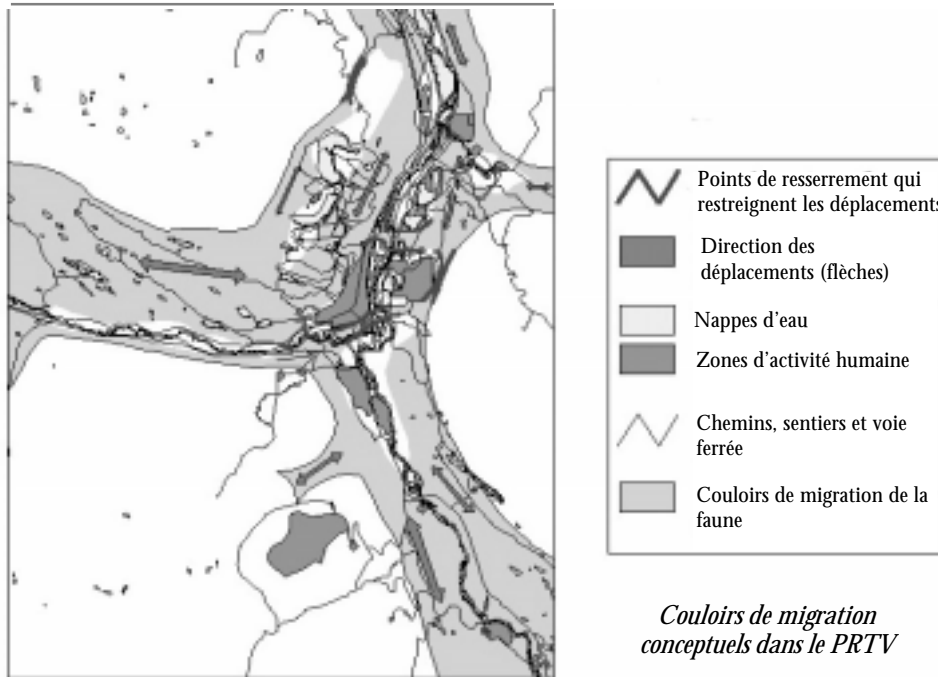 Points de resserrement qui
restreignent les déplacements
Direction des
déplacements (flèches)
Nappes d'eau
Zones d'activité humaine
Chemins, sentiers et voie
ferrée
Couloirs de migration de la
faune
Couloirs de migration
conceptuels dans le PRTV